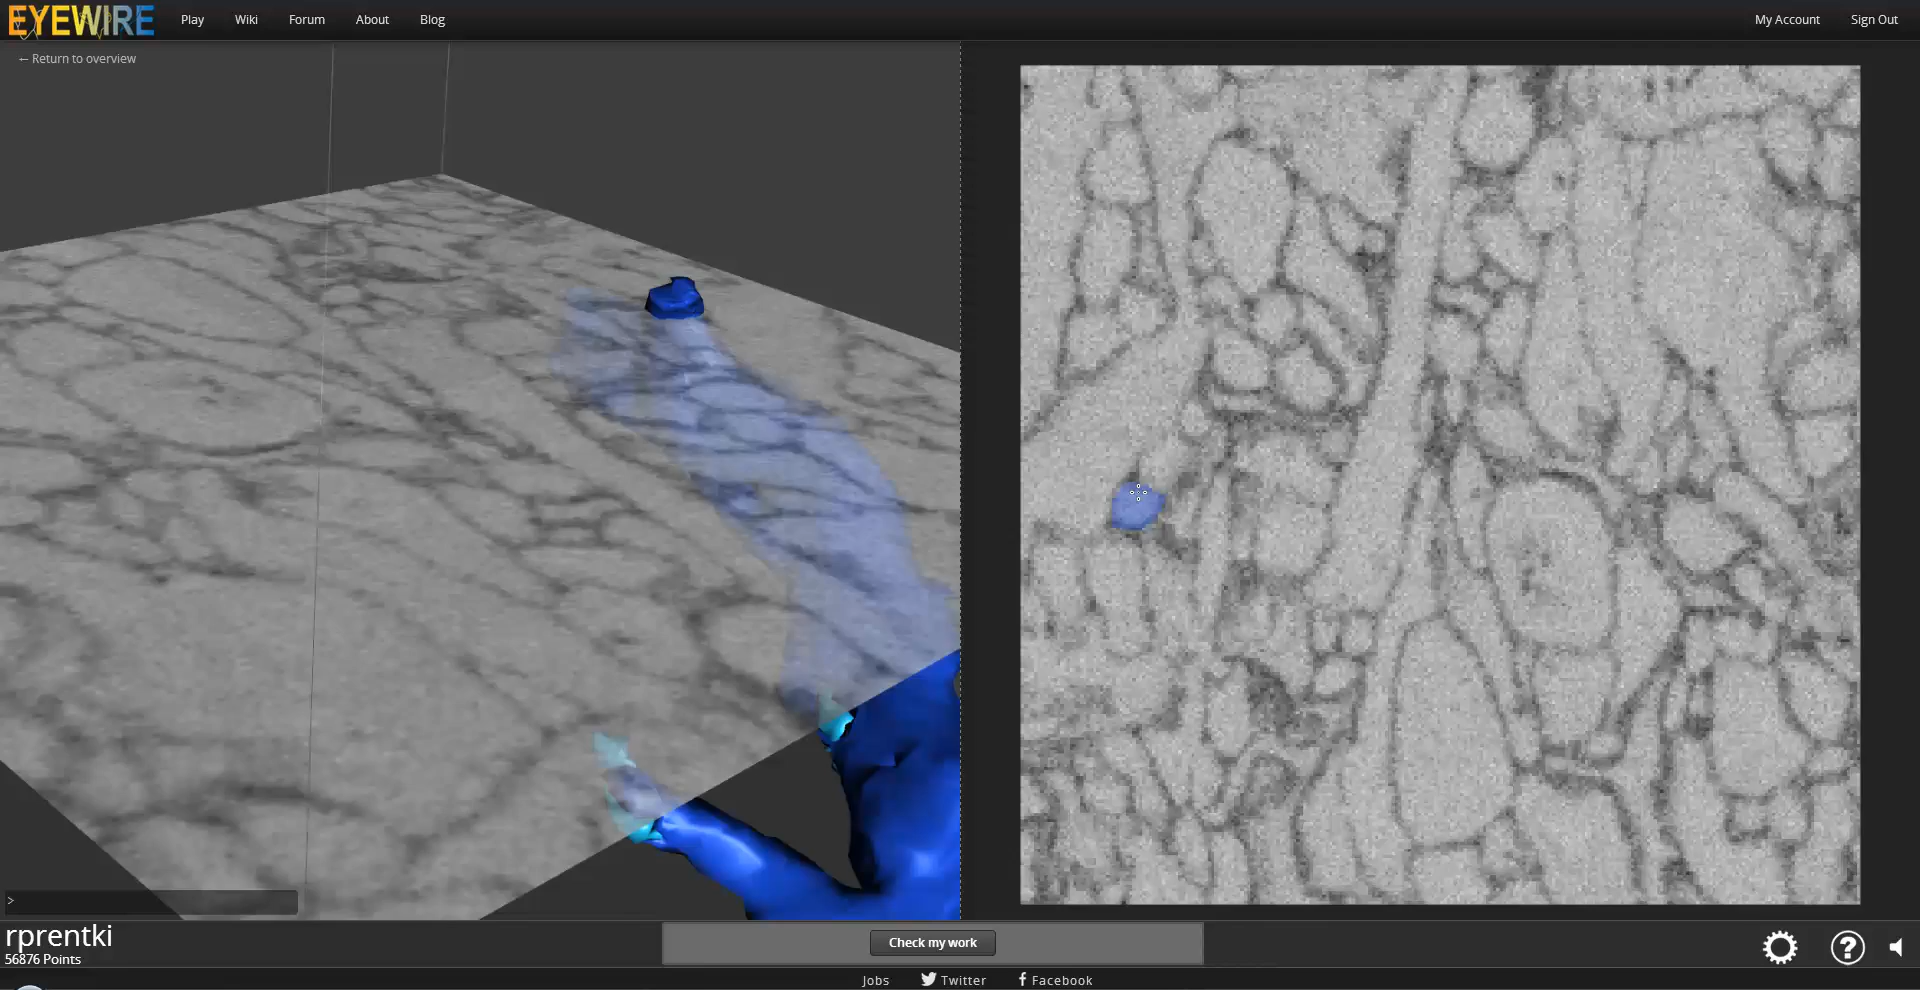 EYEWIRE Play Wiki Forum About Blog My Account Sign Out
← Return to overview
>
rprentki
56876 Points
Check my work
?
Jobs Twitter Facebook